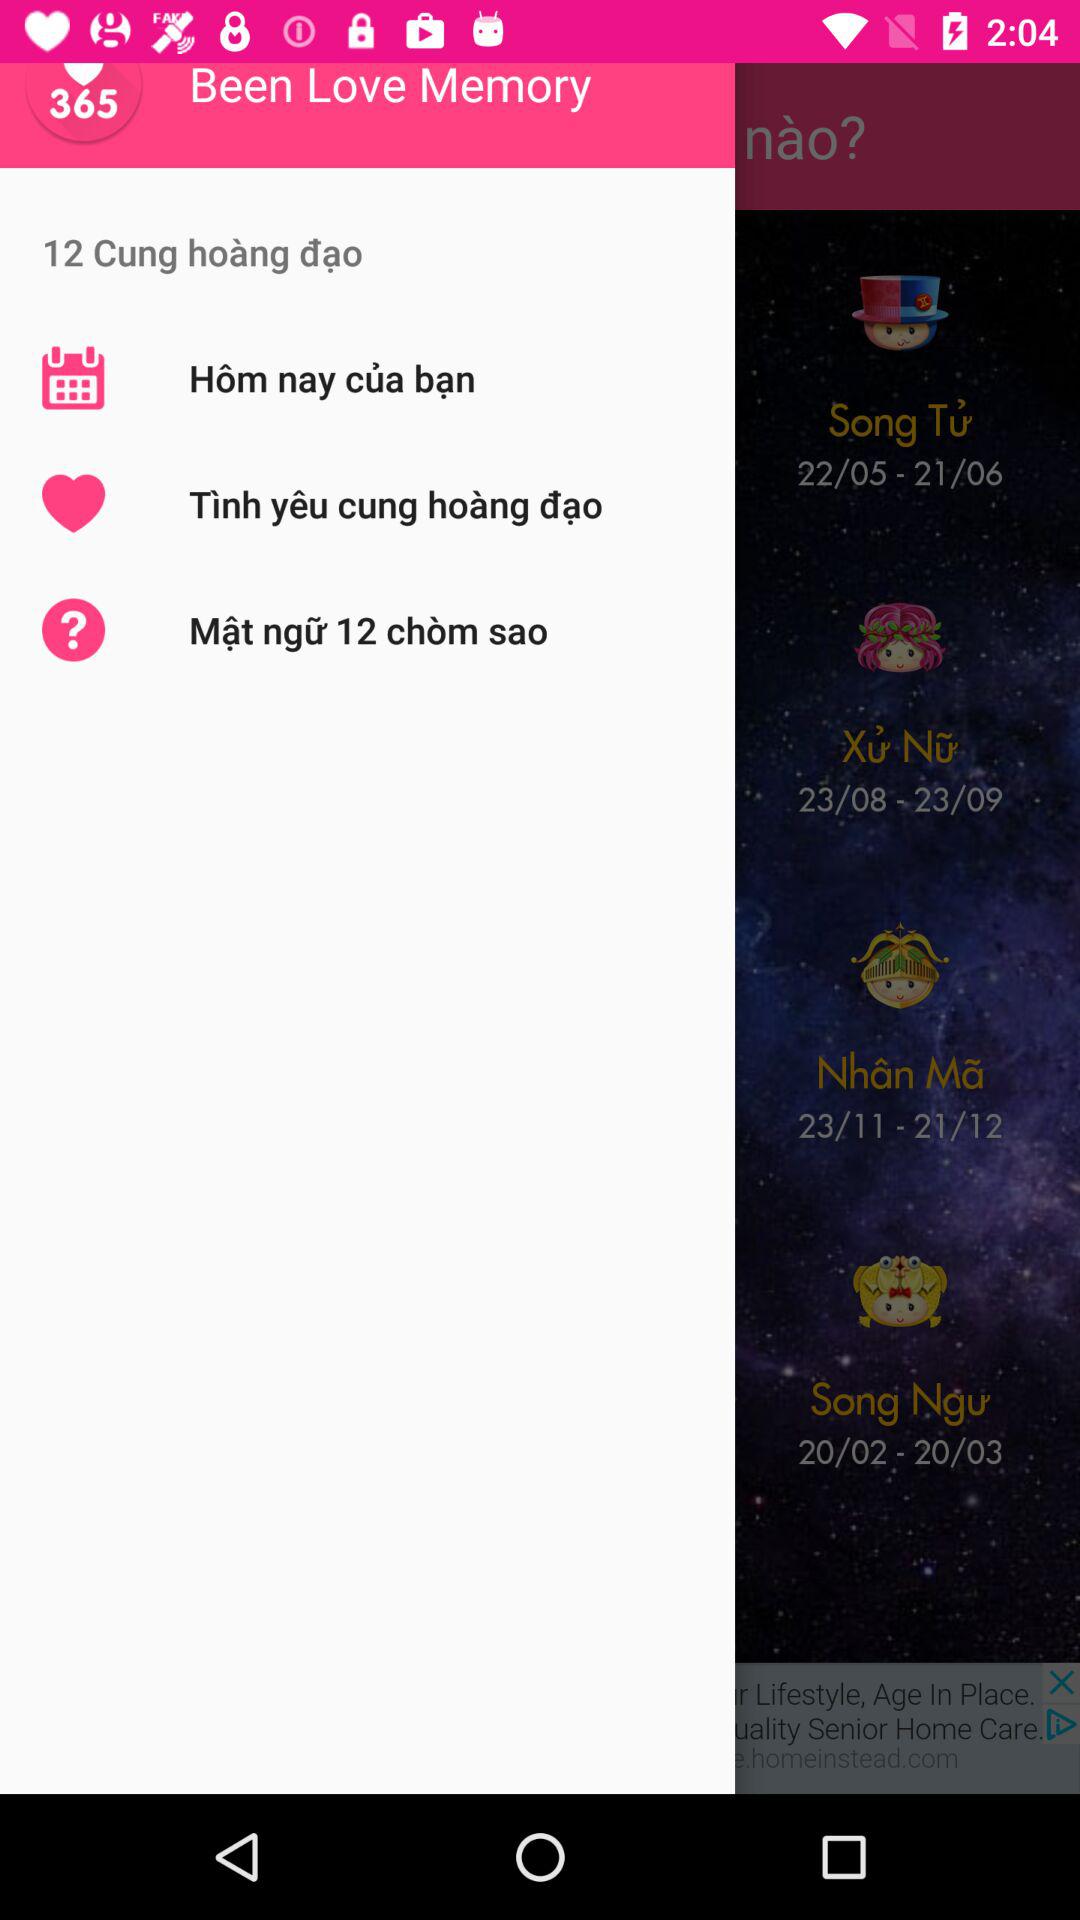 FAKE
2:04
365
Been Love Memory
nào?
12 Cung hoàng đạo
Hôm nay của bạn
Tình yêu cung hoàng đạo
Mật ngữ 12 chòm sao
Song Tử
22/05 - 21/06
Xử Nữ
23/08 - 23/09
Nhân Mã
23/11 - 21/12
Song Ngư
20/02 - 20/03
Lifestyle, Age In Place.
Senior Home Care.
homeinstead.com